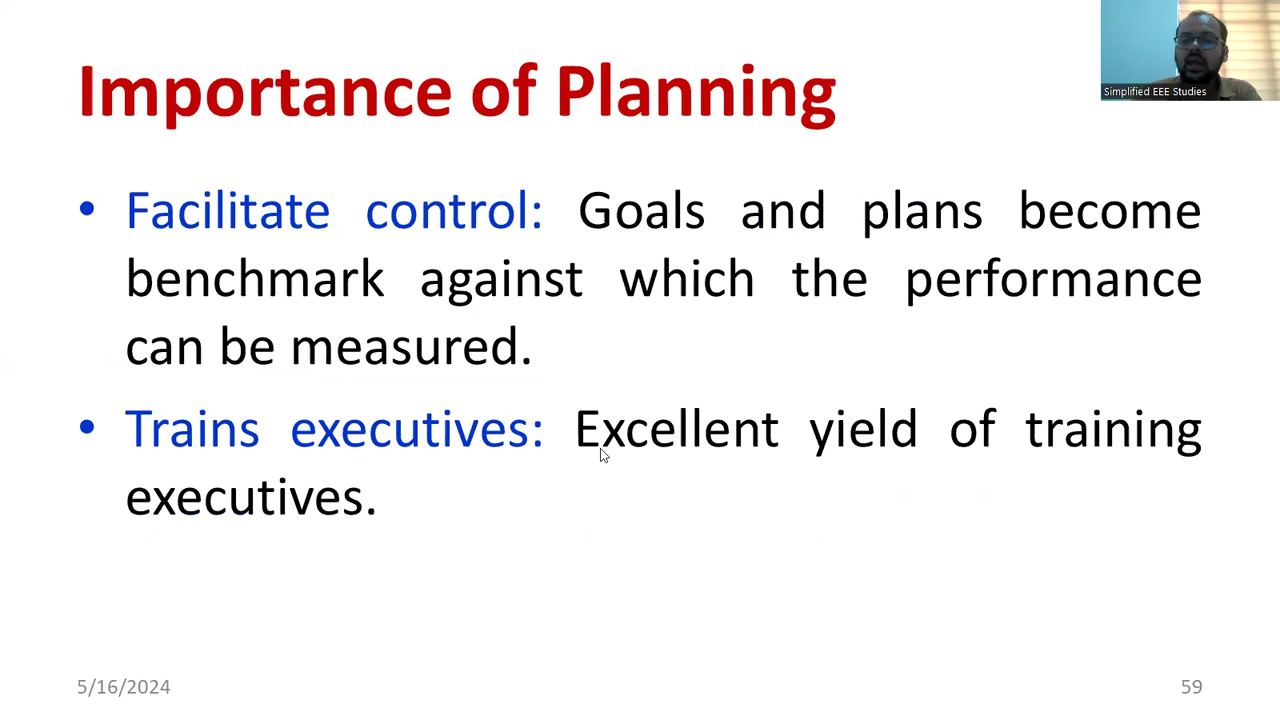 Importance of Planning
Simplified EEE Studies
• Facilitate control: Goals and plans become
benchmark against which the performance
can be measured.
• Trains executives: Excellent yield of training
executives.
5/16/2024
59